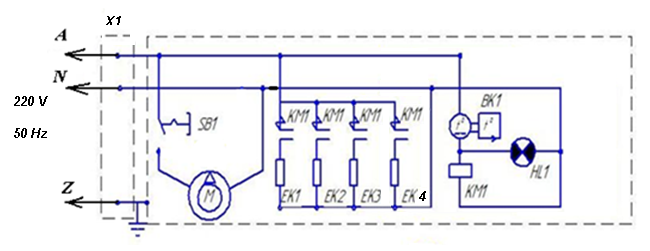 X1
A
N
220 V
50 Hz
Z
SB1
M
KM1 KM1 KM1 KM1
EK1 EK2 EK3 EK 4
BK1
t°
t°
HL1
KM1